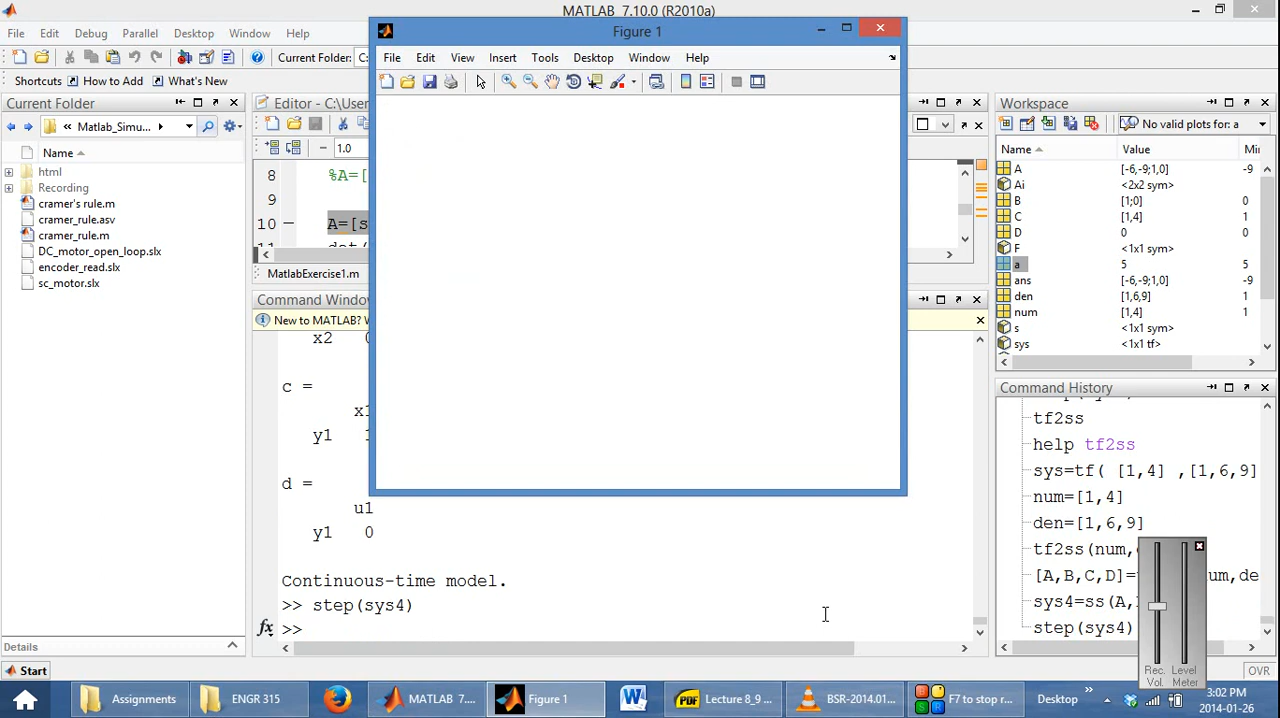 MATLAB 7.10.0 (R2010a)
File Edit Debug Parallel Desktop Window Help
Current Folder: C:
Shortcuts How to Add What's New
Current Folder
« Matlab_Simu...
Name
html
Recording
cramer's rule.m
cramer_rule.asv
cramer_rule.m
DC_motor_open_loop.slx
encoder_read.slx
sc_motor.slx
Details
Start
Editor - C:\User
1.0
8 %A=[
9
10 A=[s
11
MatlabExercise1.m
Figure 1
File Edit View Insert Tools Desktop Window Help
Command Window
New to MATLAB?
x2
c =
x1
y1
d =
u1
y1 0
Continuous-time model.
>> step(sys4)
fx >>
Workspace
No valid plots for: a
Name Value
A [-6,-9;1,0] -9
Ai <2x2 sym>
B [1;0] 0
C [1,4] 1
D 0 0
F <1x1 sym>
a 5 5
ans [-6,-9;1,0] -9
den [1,6,9] 1
num [1,4] 1
s <1x1 sym>
sys <1x1 tf>
Command History
tf2ss
help tf2ss
sys=tf( [1,4] ,[1,6,9]
num=[1,4]
den=[1,6,9]
tf2ss(num,
[A,B,C,D]=
sys4=ss(A,
step(sys4)
Rec. Level
Vol. Meter
OVR
Assignments
ENGR 315
MATLAB 7....
Figure 1
PDF Lecture 8_9
BSR-2014.01...
F7 to stop r...
Desktop
»
3:02 PM
2014-01-26